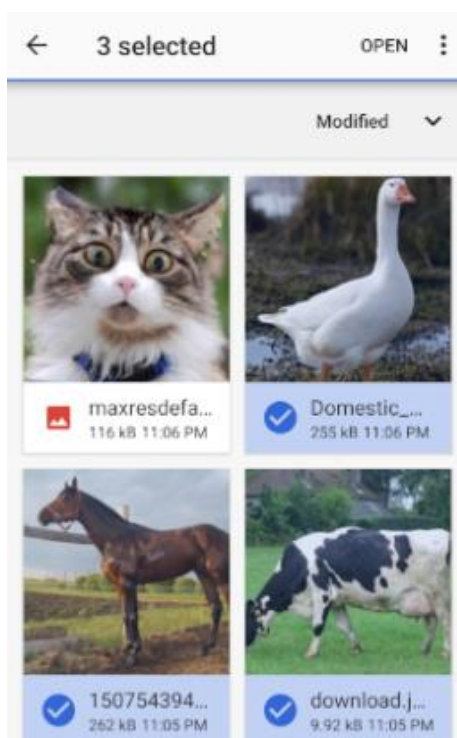 3 selected OPEN
Modified
maxresdefa...
116 kB 11:06 PM
Domestic_...
255 kB 11:06 PM
150754394...
262 kB 11:05 PM
download.j...
9.92 kB 11:05 PM